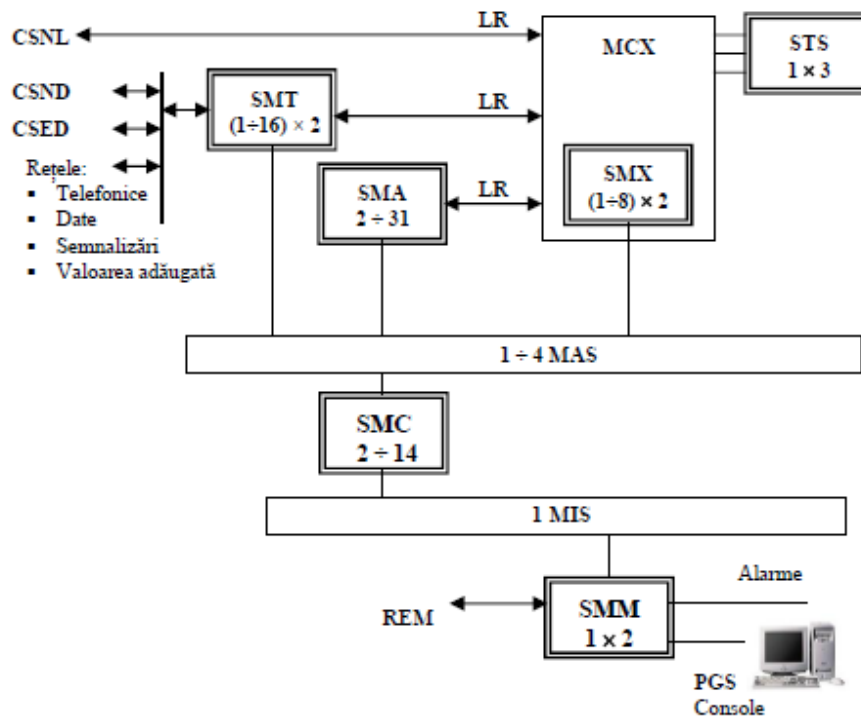 LR
CSNL
MCX
STS
1 × 3
CSND
CSED
SMT
(1÷16) × 2
LR
Rețele:
▪ Telefonice
▪ Date
▪ Semnalizări
▪ Valoarea adăugată
SMA
2 ÷ 31
LR
SMX
(1÷8) × 2
1 ÷ 4 MAS
SMC
2 ÷ 14
1 MIS
Alarme
REM
SMM
1 × 2
PGS
Console